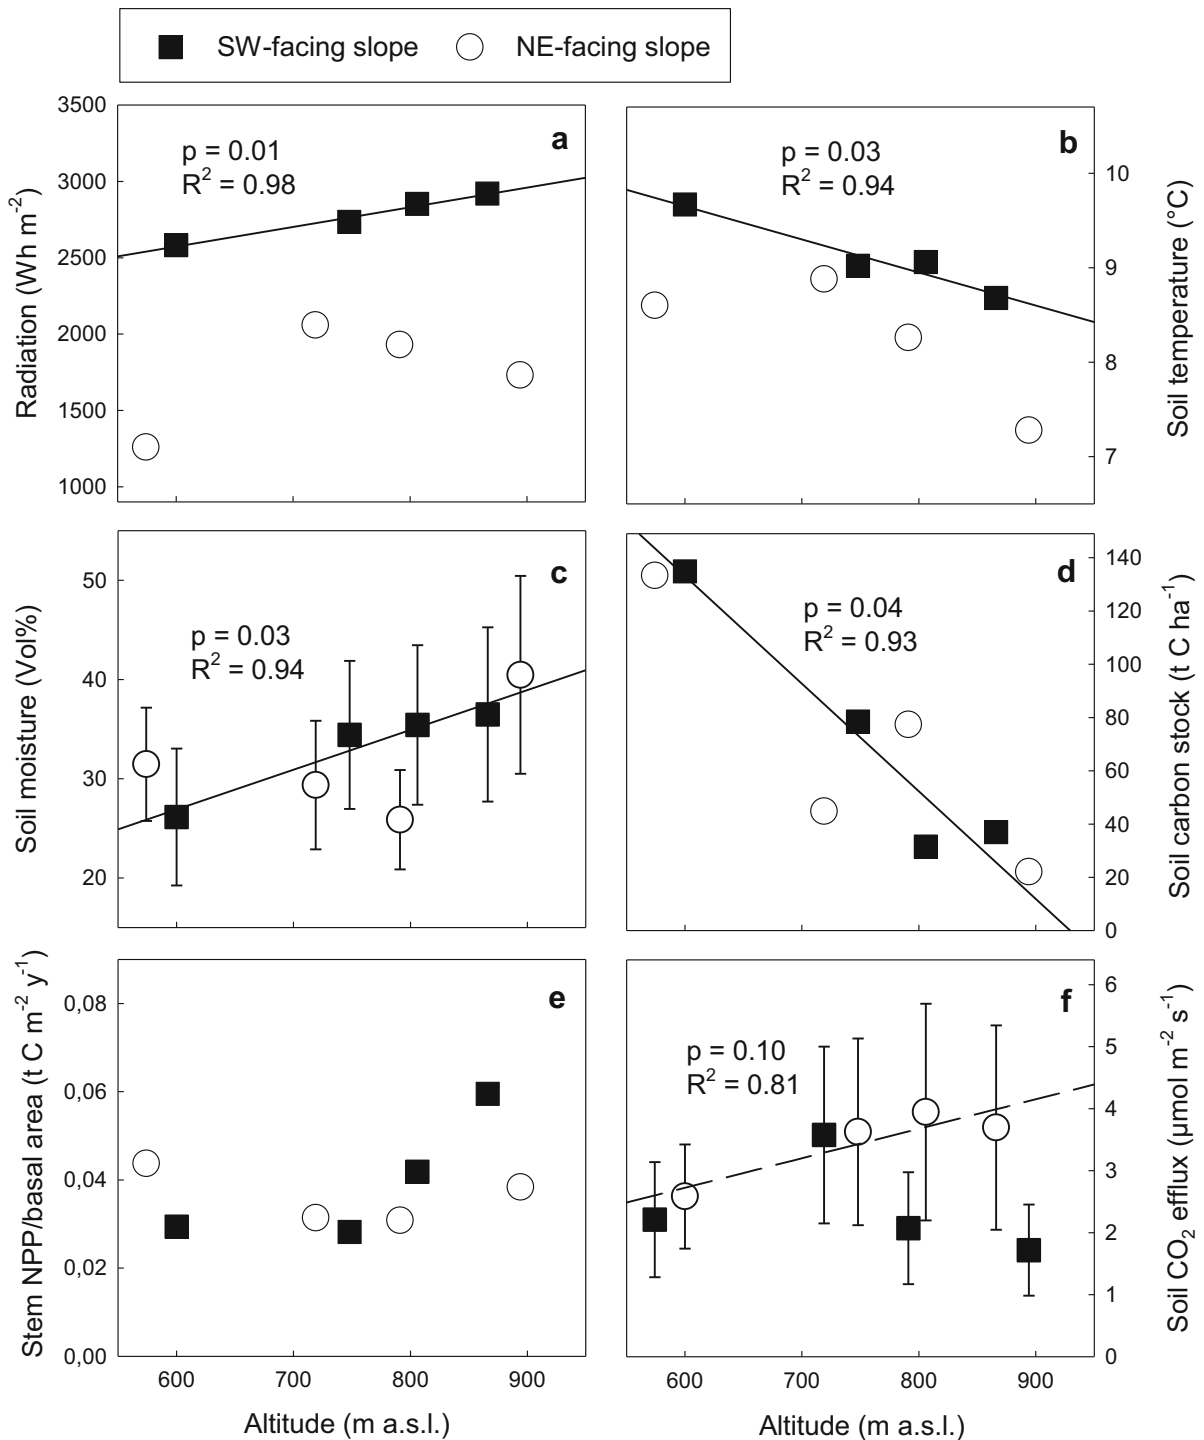 SW-facing slope NE-facing slope
a
p = 0.01
R² = 0.98
3500
3000
2500
2000
1500
1000
Radiation (Wh m⁻²)
b
p = 0.03
R² = 0.94
10
9
8
7
Soil temperature (°C)
c
p = 0.03
R² = 0.94
50
40
30
20
Soil moisture (Vol%)
d
p = 0.04
R² = 0.93
140
120
100
80
60
40
20
0
Soil carbon stock (t C ha⁻¹)
e
0,08
0,06
0,04
0,02
0,00
Stem NPP/basal area (t C m⁻² y⁻¹)
600 700 800 900
Altitude (m a.s.l.)
f
p = 0.10
R² = 0.81
6
5
4
3
2
1
0
Soil CO₂ efflux (µmol m⁻² s⁻¹)
600 700 800 900
Altitude (m a.s.l.)